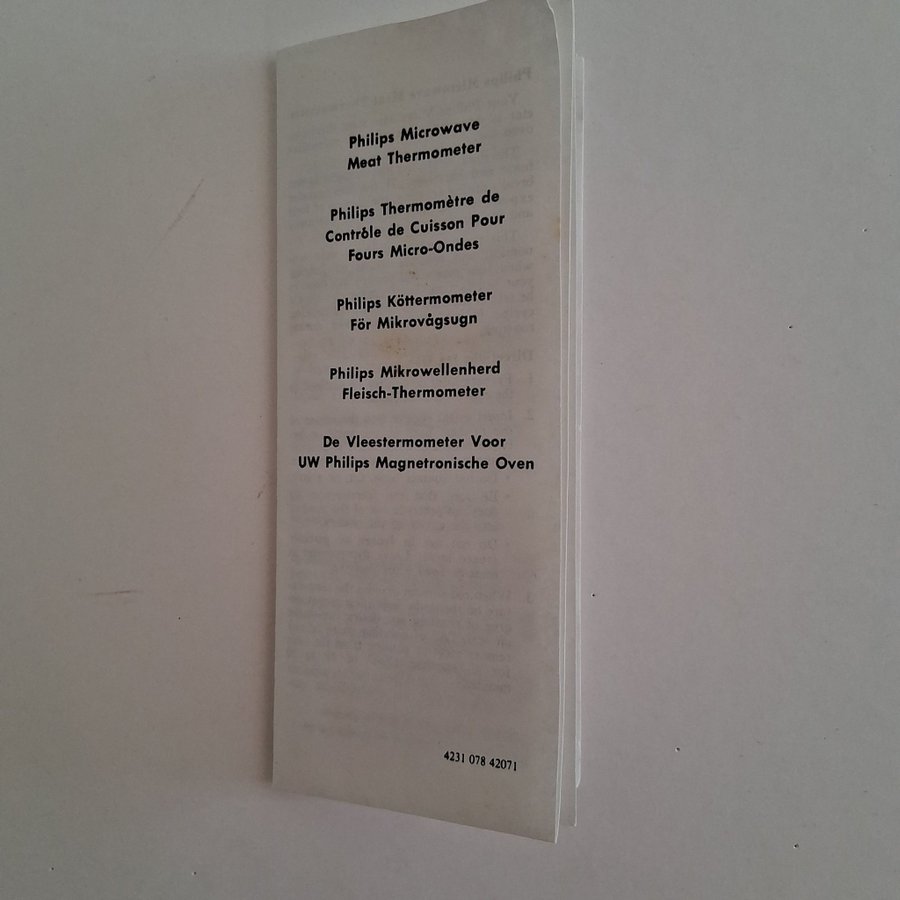 Philips Microwave
Meat Thermometer
Philips Thermomètre de
Contrôle de Cuisson Pour
Fours Micro-Ondes
Philips Köttermometer
För Mikrovågsugn
Philips Mikrowellenherd
Fleisch-Thermometer
De Vleestermometer Voor
UW Philips Magnetronische Oven
4231 078 42071